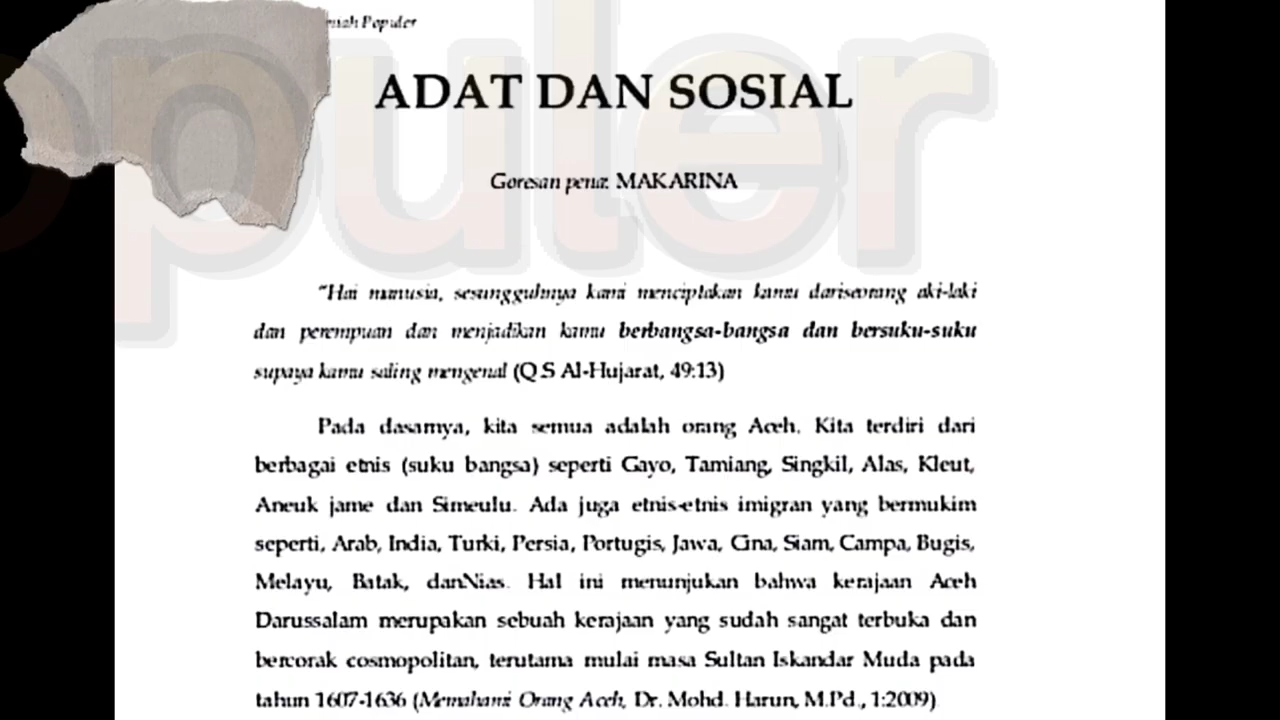 puler
miah Populer
ADAT DAN SOSIAL
Goresan pena: MAKARINA
"Hai manusia, sesungguhnya kami menciptakan kamu dariseorang aki-laki
dan perempuan dan menjadikan kamu berbangsa-bangsa dan bersuku-suku
supaya kamu saling mengenal (Q.S Al-Hujarat, 49:13)
Pada dasarnya, kita semua adalah orang Aceh. Kita terdiri dari
berbagai etnis (suku bangsa) seperti Gayo, Tamiang, Singkil, Alas, Kleut,
Aneuk jame dan Simeulu. Ada juga etnis-etnis imigran yang bermukim
seperti, Arab, India, Turki, Persia, Portugis, Jawa, Cina, Siam, Campa, Bugis,
Melayu, Batak, danNias. Hal ini menunjukan bahwa kerajaan Aceh
Darussalam merupakan sebuah kerajaan yang sudah sangat terbuka dan
bercorak cosmopolitan, terutama mulai masa Sultan Iskandar Muda pada
tahun 1607-1636 (Memahami Orang Aceh, Dr. Mohd. Harun, M.Pd., 1:2009)